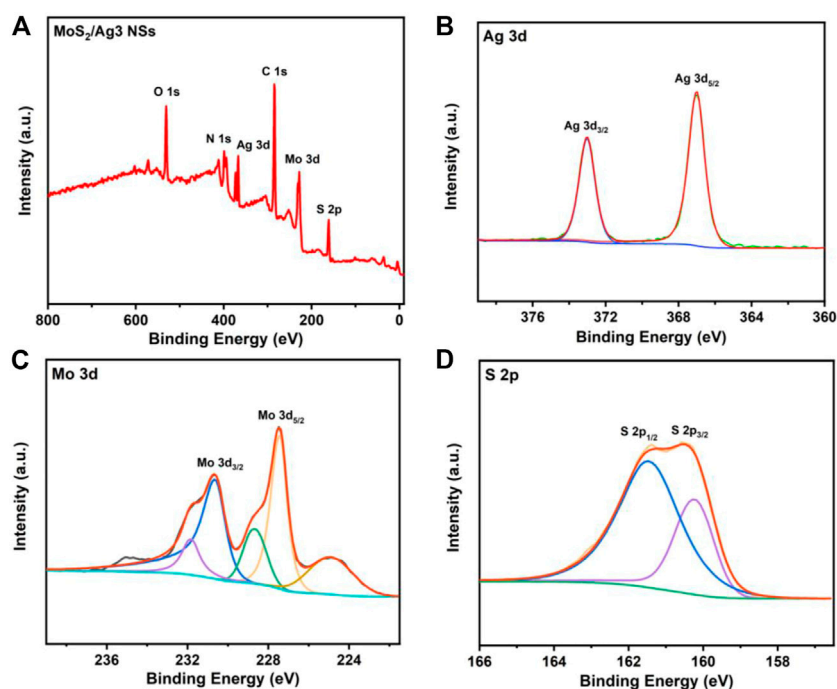 A
MoS₂/Ag3 NSs
C 1s
O 1s
N 1s
Ag 3d
Mo 3d
S 2p
Intensity (a.u.)
800 600 400 200 0
Binding Energy (eV)
B
Ag 3d
Ag 3d₅/₂
Ag 3d₃/₂
Intensity (a.u.)
376 372 368 364 360
Binding Energy (eV)
C
Mo 3d
Mo 3d₅/₂
Mo 3d₃/₂
Intensity (a.u.)
236 232 228 224
Binding Energy (eV)
D
S 2p
S 2p₁/₂ S 2p₃/₂
Intensity (a.u.)
166 164 162 160 158
Binding Energy (eV)